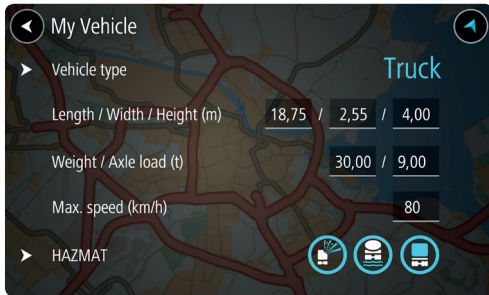 My Vehicle
Vehicle type Truck
Length / Width / Height (m) 18,75 / 2,55 / 4,00
Weight / Axle load (t) 30,00 / 9,00
Max. speed (km/h) 80
HAZMAT